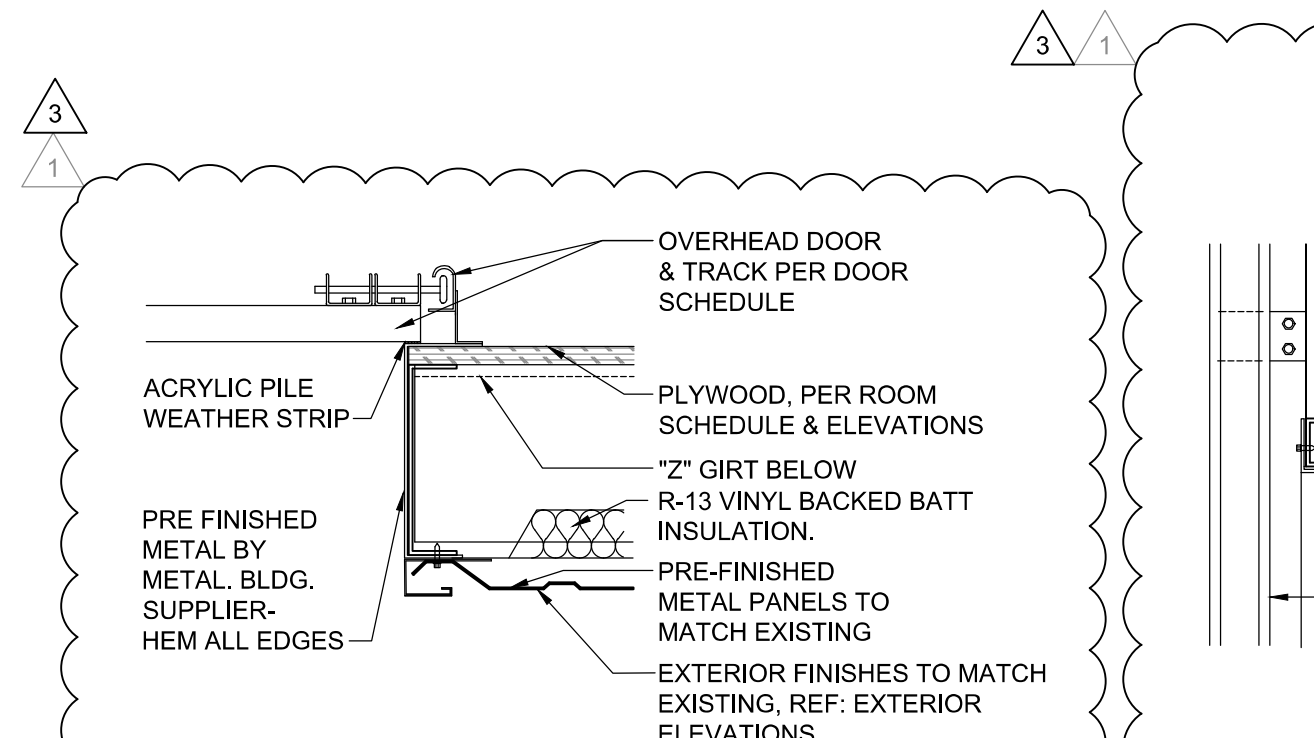 3
1
3
1
OVERHEAD DOOR
& TRACK PER DOOR
SCHEDULE
ACRYLIC PILE
WEATHER STRIP
PLYWOOD, PER ROOM
SCHEDULE & ELEVATIONS
"Z" GIRT BELOW
R-13 VINYL BACKED BATT
INSULATION.
PRE FINISHED
METAL BY
METAL. BLDG.
SUPPLIER-
HEM ALL EDGES
PRE-FINISHED
METAL PANELS TO
MATCH EXISTING
EXTERIOR FINISHES TO MATCH
EXISTING, REF: EXTERIOR
ELEVATIONS